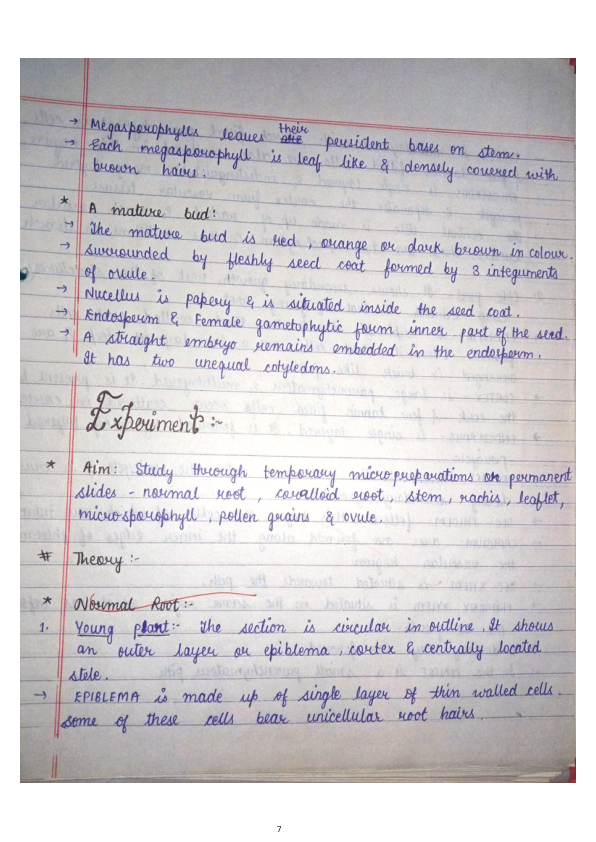 → Megasporophylls leaves their persistent bases on stem.
→ Each megasporophyll is leaf like & densely covered with
brown hairs.
* A mature bud:
→ The mature bud is red, orange or dark brown in colour.
→ Surrounded by fleshly seed coat formed by 3 integuments
of ovule.
→ Nucellus is papery & is situated inside the seed coat.
→ Endosperm & Female gametophytic form inner part of the seed.
→ A straight embryo remains embedded in the endosperm.
It has two unequal cotyledons.
Experiment :-
* Aim: Study through temporary micropreparations or permanent
slides - normal root, coralloid root, stem, rachis, leaflet,
microsporophyll, pollen grains & ovule.
# Theory :-
* Normal Root :-
1. Young plant:- The section is circular in outline. It shows
an outer layer or epiblema, cortex & centrally located
stele.
→ EPIBLEMA is made up of single layer of thin walled cells.
Some of these cells bear unicellular root hairs.
7